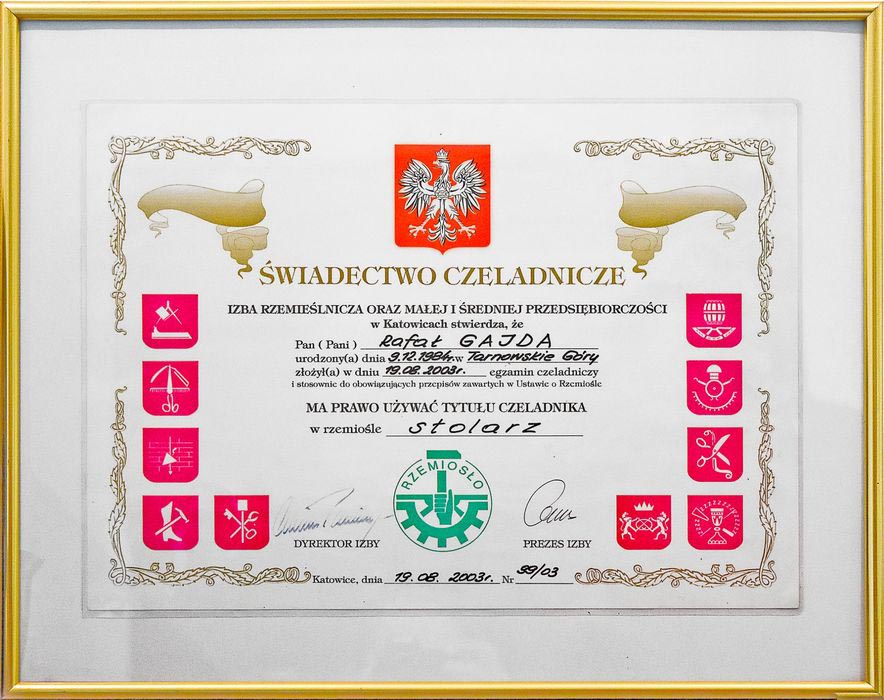 ŚWIADECTWO CZELADNICZE
IZBA RZEMIEŚLNICZA ORAZ MAŁEJ I ŚREDNIEJ PRZEDSIĘBIORCZOŚCI
w Katowicach stwierdza, że
Pan ( Pani ) Rafał GAJDA
urodzony(a) dnia 9.12.1984r. w Tarnowskie Góry
złożył(a) w dniu 19.08.2003r. egzamin czeladniczy
i stosownie do obowiązujących przepisów zawartych w Ustawie o Rzemiośle
MA PRAWO UŻYWAĆ TYTUŁU CZELADNIKA
w rzemiośle stolarz
RZEMIOSŁO
DYREKTOR IZBY PREZES IZBY
Katowice, dnia 19.08. 2003r. Nr 99/03